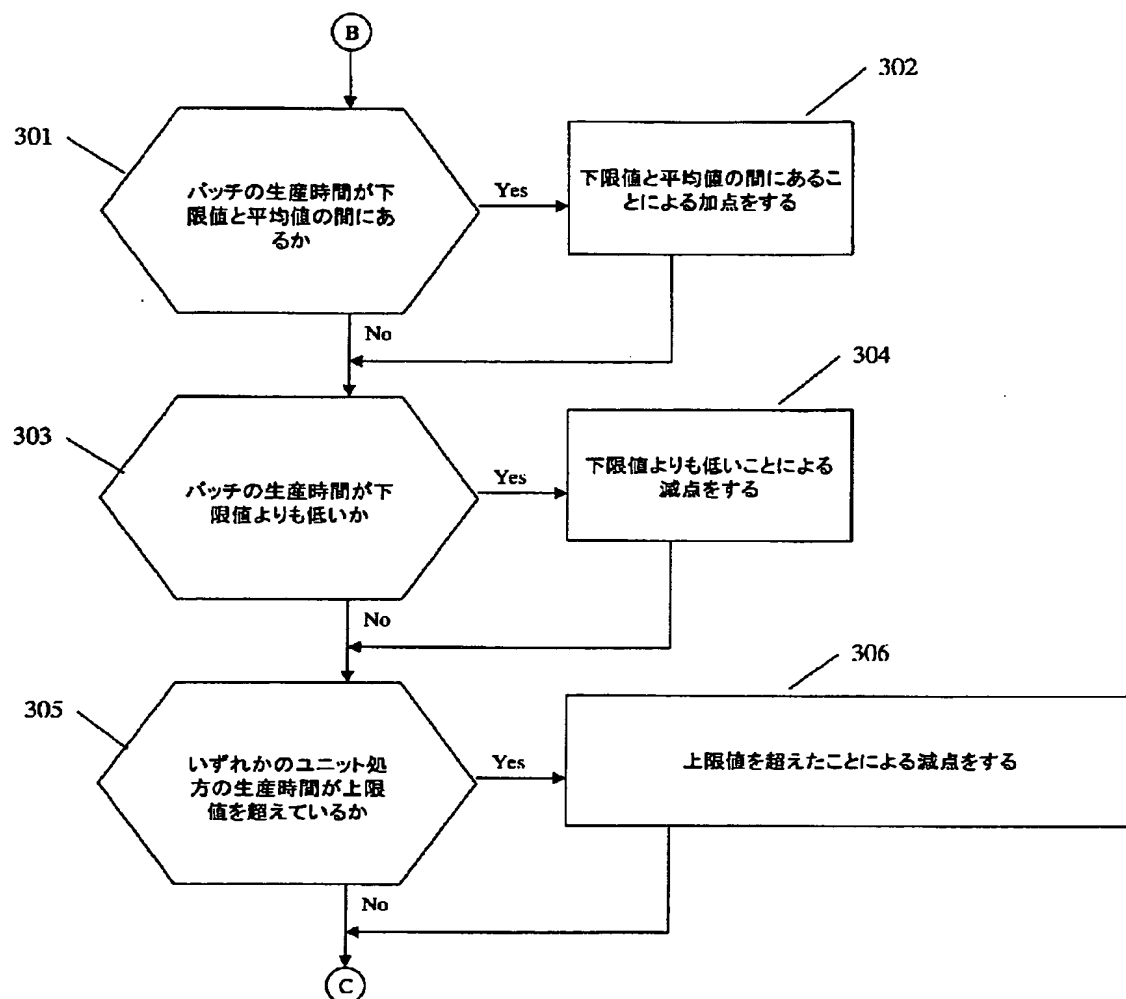 B
302
301
バッチの生産時間が下
限値と平均値の間にあ
るか
Yes
下限値と平均値の間にあるこ
とによる加点をする
No
304
303
バッチの生産時間が下
限値よりも低いか
Yes
下限値よりも低いことによる
減点をする
No
306
305
いずれかのユニット処
方の生産時間が上限
値を超えているか
Yes
上限値を超えたことによる減点をする
No
C